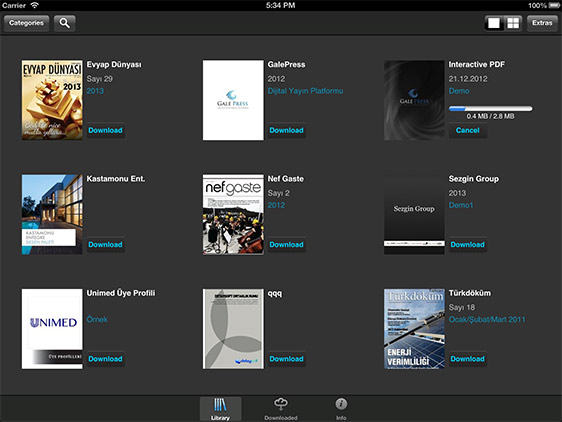 Carrier
5:34 PM
100%
Categories
Extras
EVYAP DÜNYASI
2013
Evyap Dünyası
Sayı 29
2013
Download
GALE PRESS
GalePress
2012
Dijital Yayın Platformu
Download
Interactive PDF
21.12.2012
Demo
0.4 MB / 2.8 MB
Cancel
KASTAMONU
ENTEGRE
Kastamonu Ent.
Download
nefgaste
Nef Gaste
Sayı 2
2012
Download
Sezgin Group
Sezgin Group
2013
Demo1
Download
UNIMED
ÜYE PROFİLLERİ
Unimed Üye Profili
Örnek
Download
qqq
Download
Türkdöküm
ENERJİ
VERİMLİLİĞİ
Türkdöküm
Sayı 18
Ocak/Şubat/Mart 2011
Download
Library
Downloaded
Info